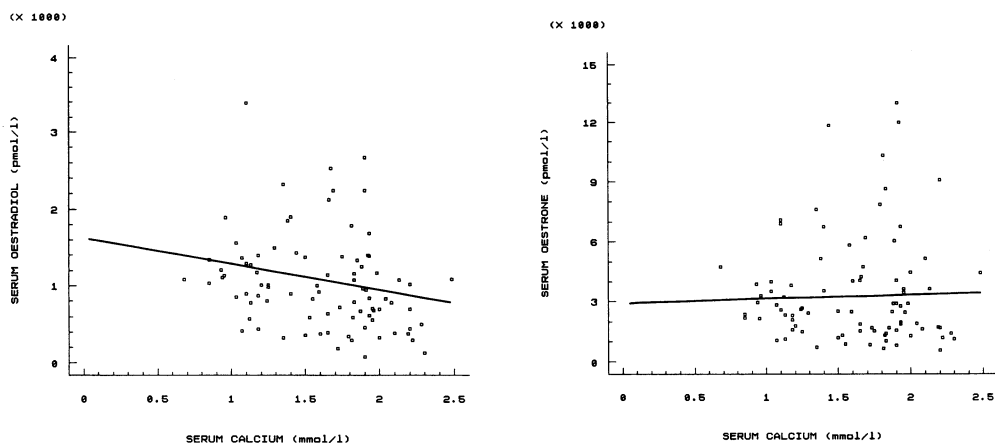 (X 1000)
4
3
2
1
0
SERUM OESTRADIOL (pmol/l)
0 0.5 1 1.5 2 2.5
SERUM CALCIUM (mmol/l)
(X 1000)
15
12
9
6
3
0
SERUM OESTRONE (pmol/l)
0 0.5 1 1.5 2 2.5
SERUM CALCIUM (mmol/l)